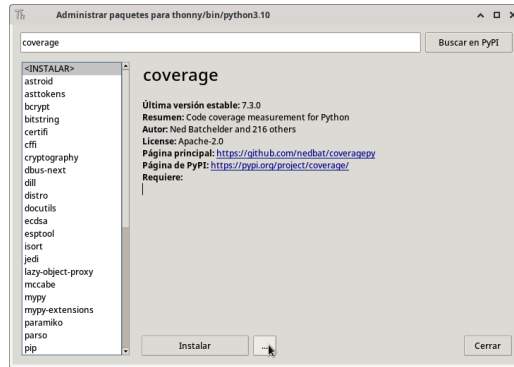 Administrar paquetes para thonny/bin/python3.10
coverage
Buscar en PyPI
<INSTALAR>
astroid
asttokens
bcrypt
bitstring
certifi
cffi
cryptography
dbus-next
dill
distro
docutils
ecdsa
esptool
isort
jedi
lazy-object-proxy
mccabe
mypy
mypy-extensions
paramiko
parso
pip
coverage
Última versión estable: 7.3.0
Resumen: Code coverage measurement for Python
Autor: Ned Batchelder and 216 others
License: Apache-2.0
Página principal: https://github.com/nedbat/coveragepy
Página de PyPI: https://pypi.org/project/coverage/
Requiere:
Instalar
...
Cerrar